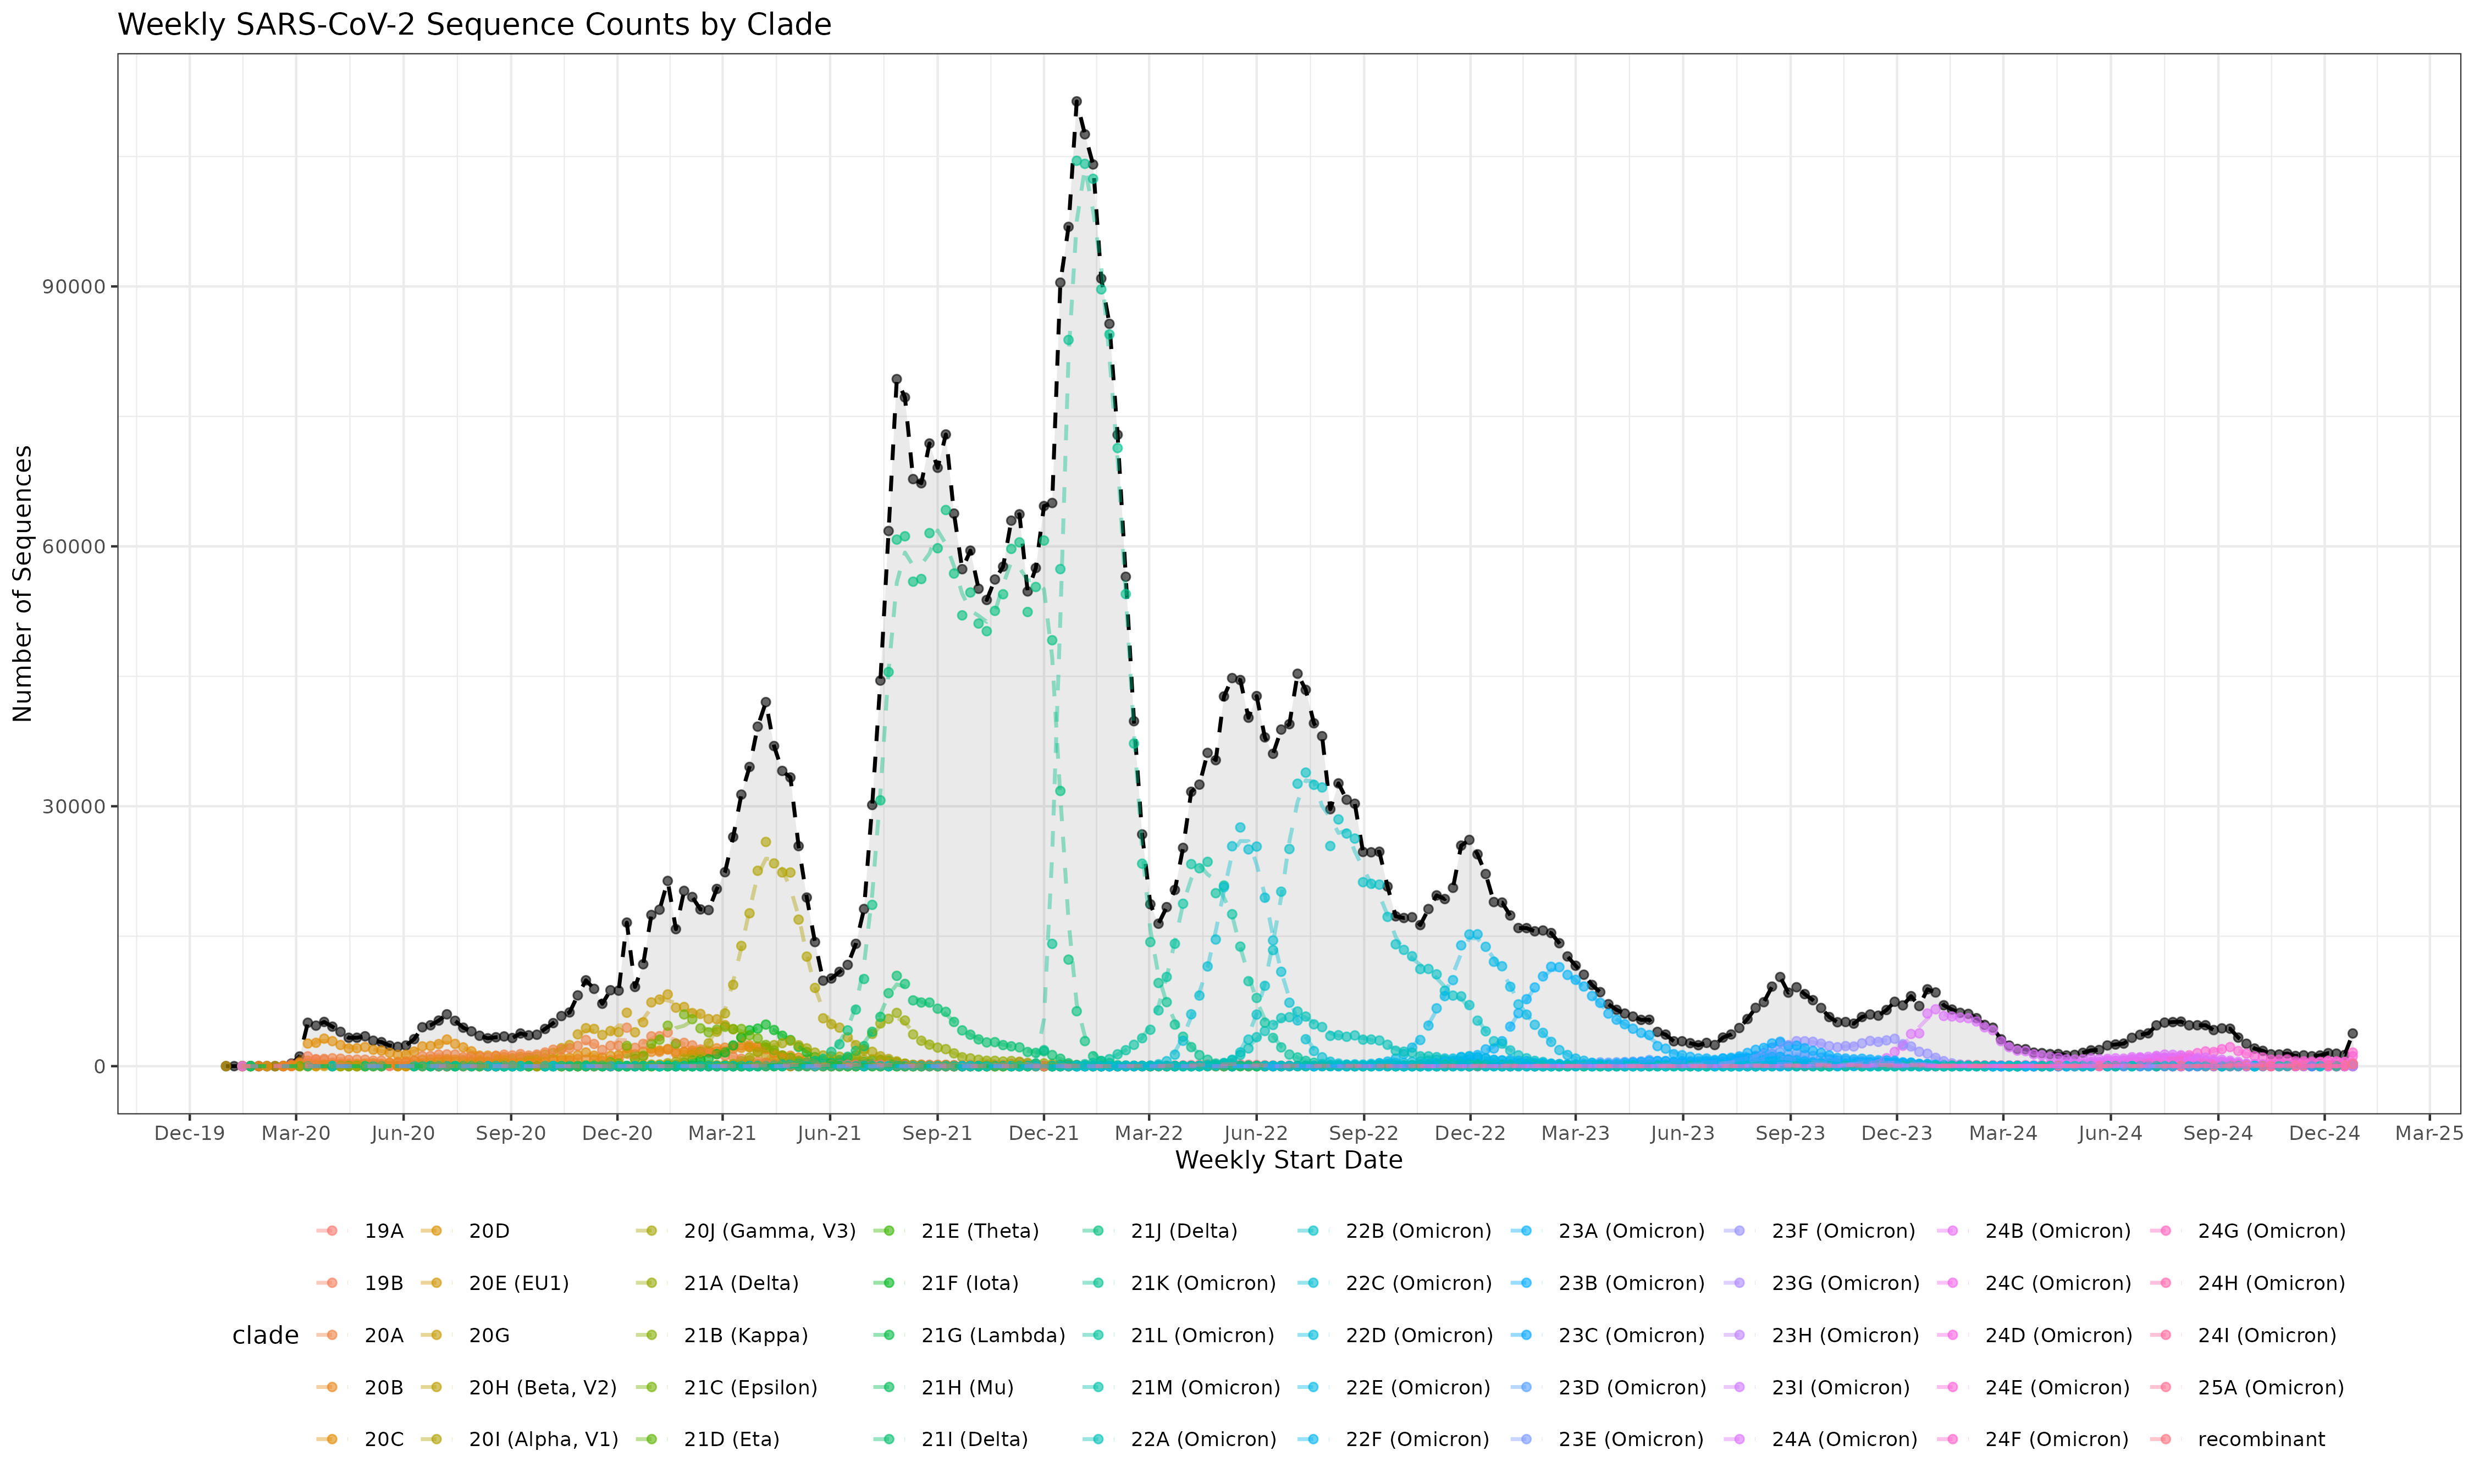 Weekly SARS-CoV-2 Sequence Counts by Clade
Number of Sequences
90000
60000
30000
0
Dec-19 Mar-20 Jun-20 Sep-20 Dec-20 Mar-21 Jun-21 Sep-21 Dec-21 Mar-22 Jun-22 Sep-22 Dec-22 Mar-23 Jun-23 Sep-23 Dec-23 Mar-24 Jun-24 Sep-24 Dec-24 Mar-25
Weekly Start Date
19A 20D 20J (Gamma, V3) 21E (Theta) 21J (Delta) 22B (Omicron) 23A (Omicron) 23F (Omicron) 24B (Omicron) 24G (Omicron)
19B 20E (EU1) 21A (Delta) 21F (Iota) 21K (Omicron) 22C (Omicron) 23B (Omicron) 23G (Omicron) 24C (Omicron) 24H (Omicron)
clade 20A 20G 21B (Kappa) 21G (Lambda) 21L (Omicron) 22D (Omicron) 23C (Omicron) 23H (Omicron) 24D (Omicron) 24I (Omicron)
20B 20H (Beta, V2) 21C (Epsilon) 21H (Mu) 21M (Omicron) 22E (Omicron) 23D (Omicron) 23I (Omicron) 24E (Omicron) 25A (Omicron)
20C 20I (Alpha, V1) 21D (Eta) 21I (Delta) 22A (Omicron) 22F (Omicron) 23E (Omicron) 24A (Omicron) 24F (Omicron) recombinant